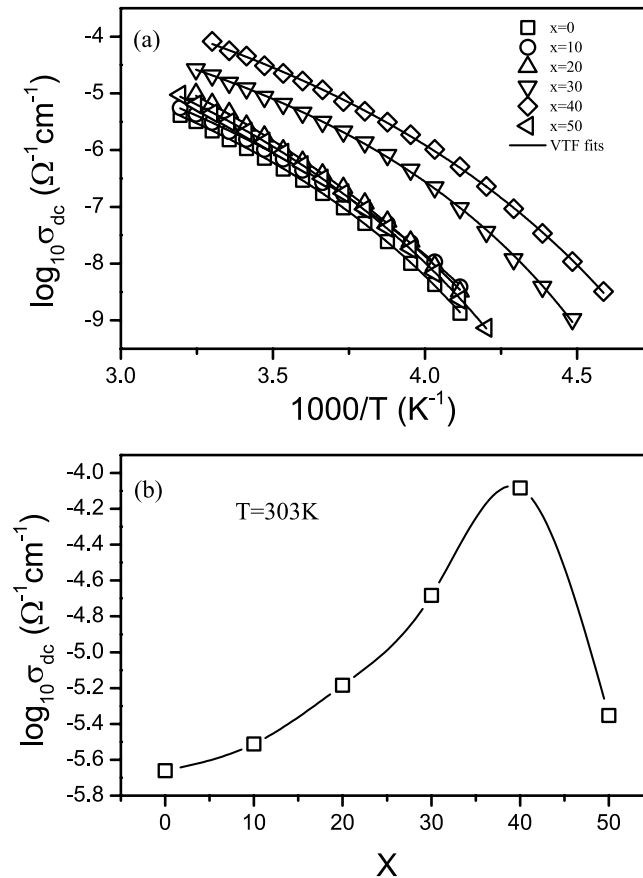 (a)
x=0
x=10
x=20
x=30
x=40
x=50
VTF fits
-4
-5
-6
-7
-8
-9
log₁₀σdc (Ω⁻¹cm⁻¹)
3.0 3.5 4.0 4.5
1000/T (K⁻¹)
(b)
T=303K
-4.0
-4.2
-4.4
-4.6
-4.8
-5.0
-5.2
-5.4
-5.6
-5.8
log₁₀σdc (Ω⁻¹cm⁻¹)
0 10 20 30 40 50
X